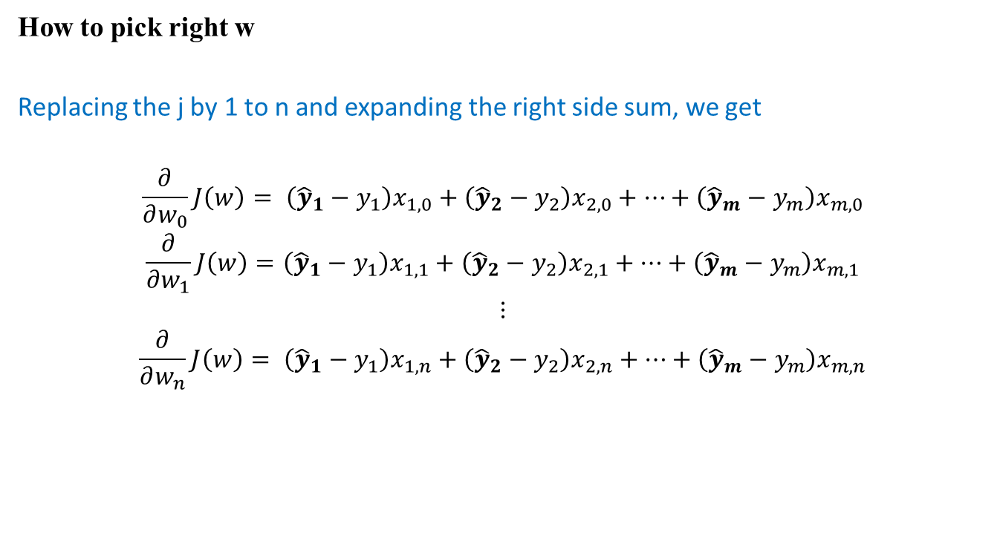 How to pick right w
Replacing the j by 1 to n and expanding the right side sum, we get
∂/∂w₀ J(w) = (ŷ₁ − y₁)x₁,₀ + (ŷ₂ − y₂)x₂,₀ + ⋯ + (ŷₘ − yₘ)xₘ,₀
∂/∂w₁ J(w) = (ŷ₁ − y₁)x₁,₁ + (ŷ₂ − y₂)x₂,₁ + ⋯ + (ŷₘ − yₘ)xₘ,₁
⋮
∂/∂wₙ J(w) = (ŷ₁ − y₁)x₁,ₙ + (ŷ₂ − y₂)x₂,ₙ + ⋯ + (ŷₘ − yₘ)xₘ,ₙ